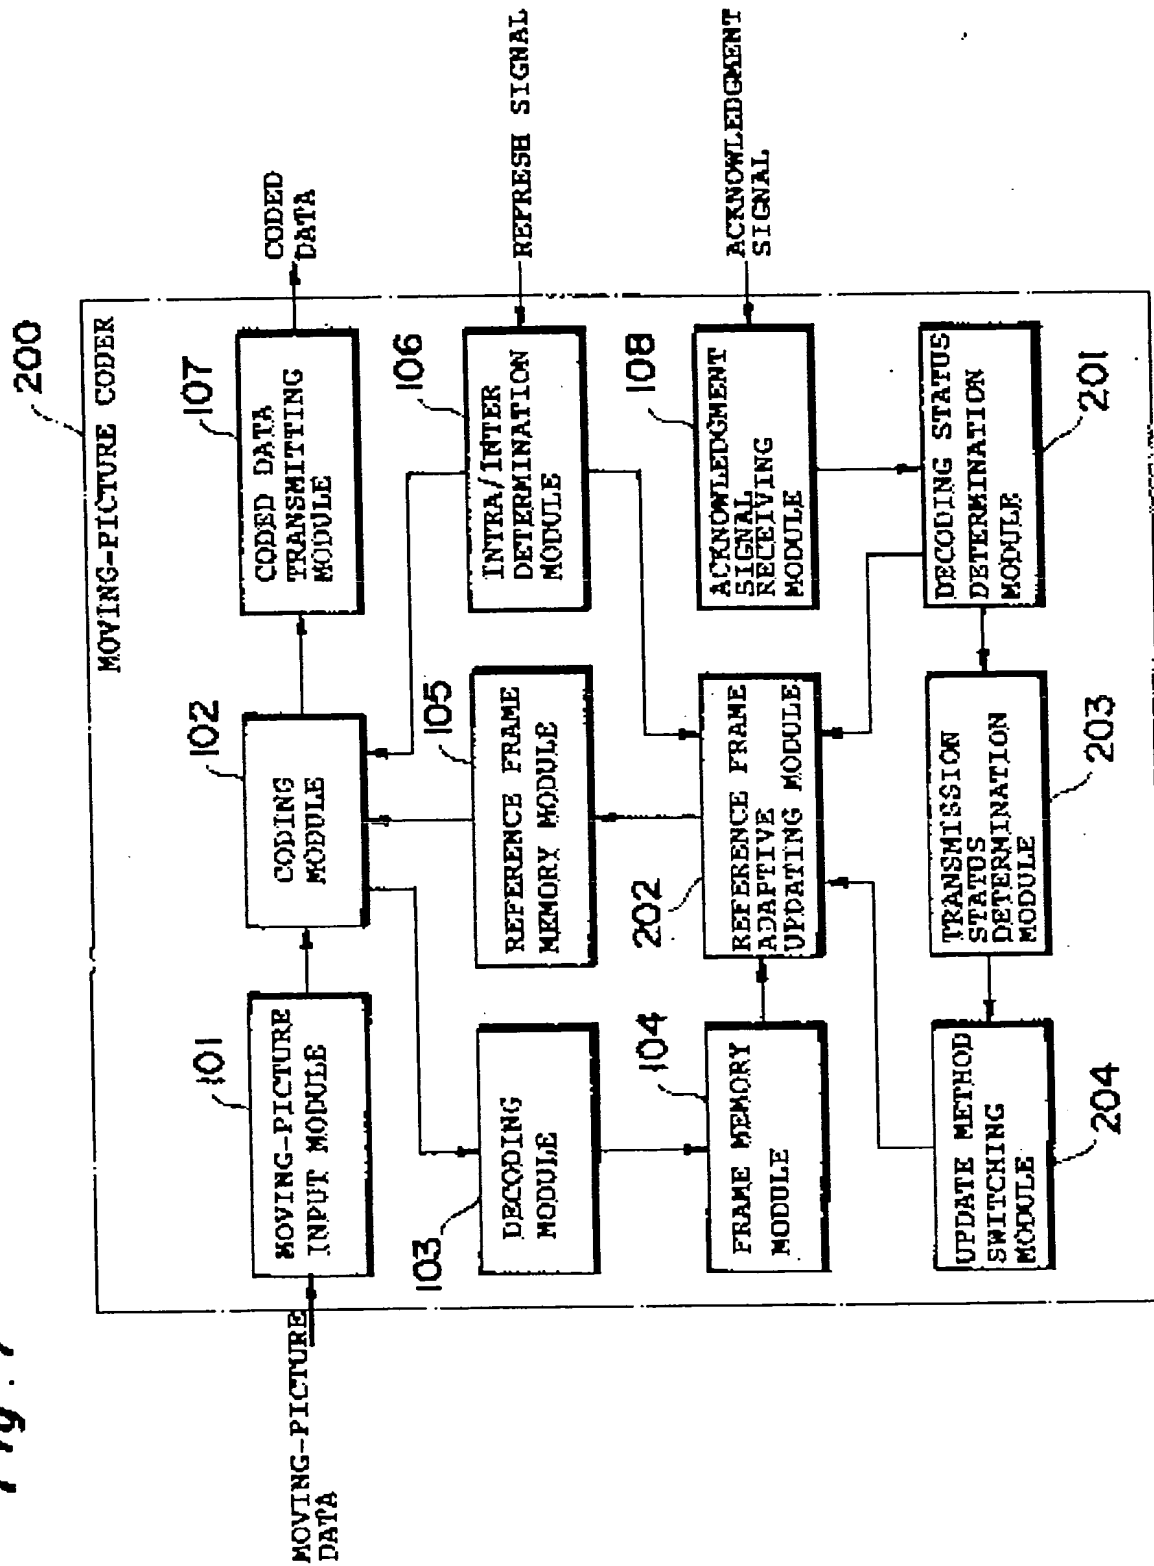 Fig. 7
200
MOVING-PICTURE CODER
MOVING-PICTURE
DATA
101
MOVING-PICTURE
INPUT MODULE
102
CODING
MODULE
107
CODED DATA
TRANSMITTING
MODULE
CODED
DATA
103
DECODING
MODULE
105
REFERENCE FRAME
MEMORY MODULE
106
INTRA/INTER
DETERMINATION
MODULE
REFRESH SIGNAL
104
FRAME MEMORY
MODULE
202
REFERENCE FRAME
ADAPTIVE
UPDATING MODULE
108
ACKNOWLEDGMENT
SIGNAL
RECEIVING
MODULE
ACKNOWLEDGMENT
SIGNAL
UPDATE METHOD
SWITCHING
MODULE
204
TRANSMISSION
STATUS
DETERMINATION
MODULE
203
DECODING STATUS
DETERMINATION
MODULE
201